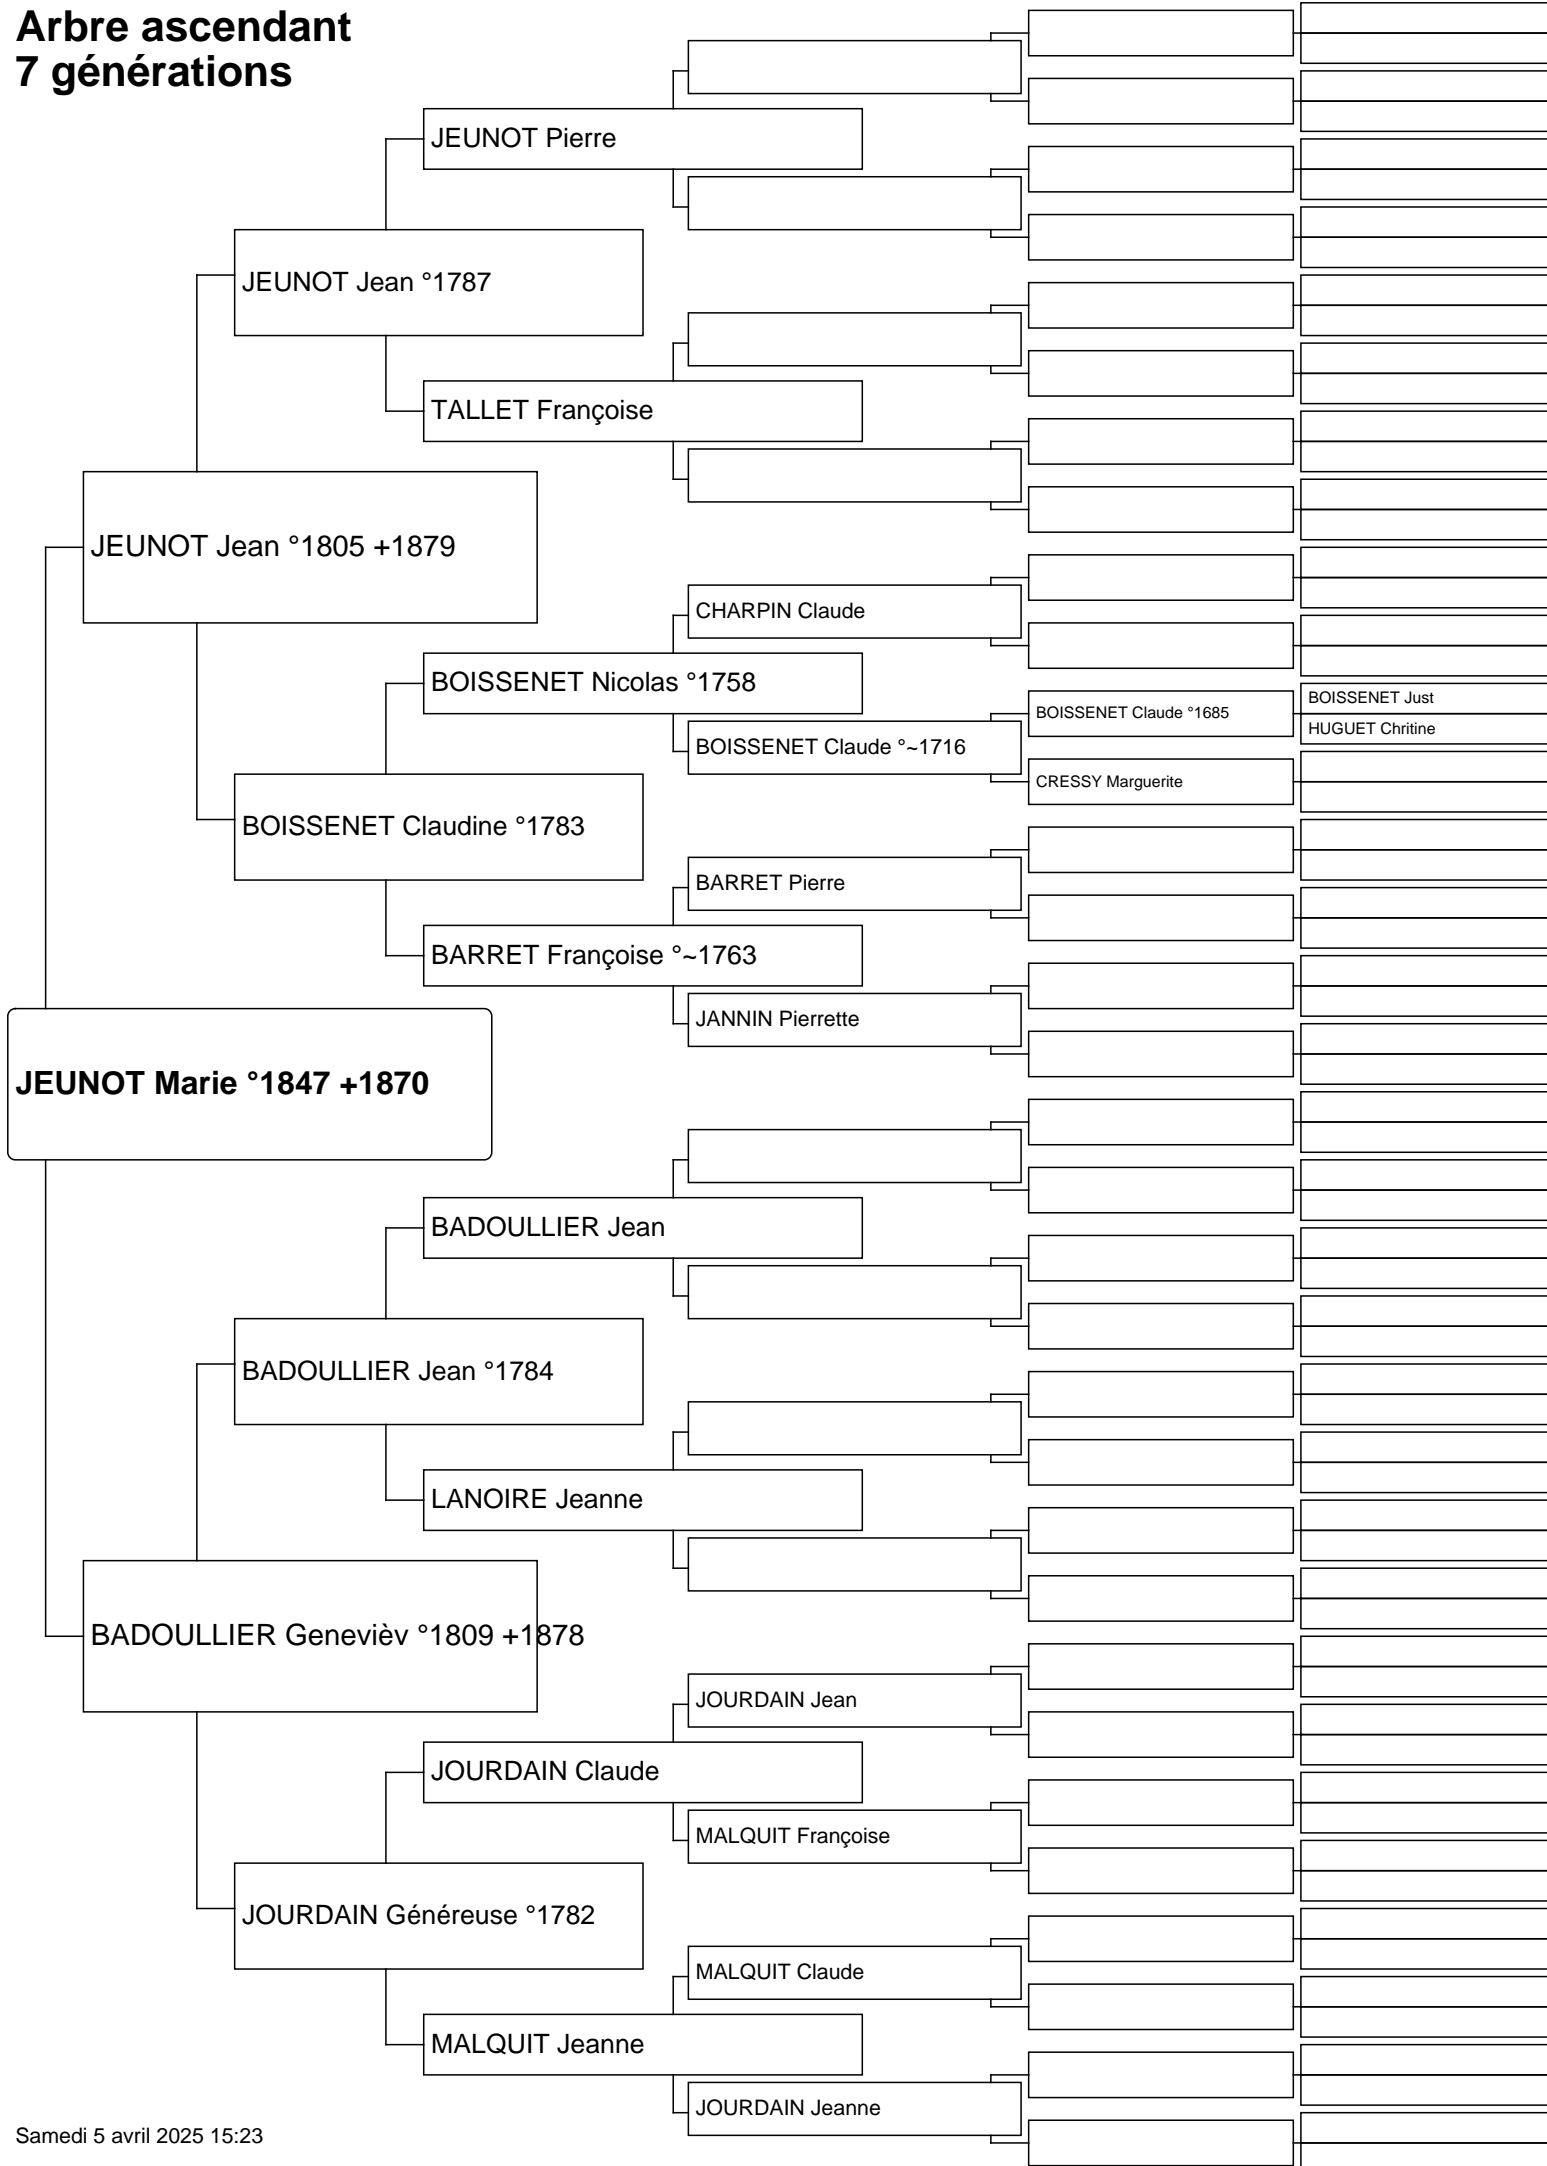 Arbre ascendant
7 générations
JEUNOT Pierre
JEUNOT Jean °1787
TALLET Françoise
JEUNOT Jean °1805 +1879
CHARPIN Claude
BOISSENET Nicolas °1758
BOISSENET Just
BOISSENET Claude °1685
HUGUET Chritine
BOISSENET Claude °~1716
CRESSY Marguerite
BOISSENET Claudine °1783
BARRET Pierre
BARRET Françoise °~1763
JANNIN Pierrette
JEUNOT Marie °1847 +1870
BADOULLIER Jean
BADOULLIER Jean °1784
LANOIRE Jeanne
BADOULLIER Genevièv °1809 +1878
JOURDAIN Jean
JOURDAIN Claude
MALQUIT Françoise
JOURDAIN Généreuse °1782
MALQUIT Claude
MALQUIT Jeanne
JOURDAIN Jeanne
Samedi 5 avril 2025 15:23